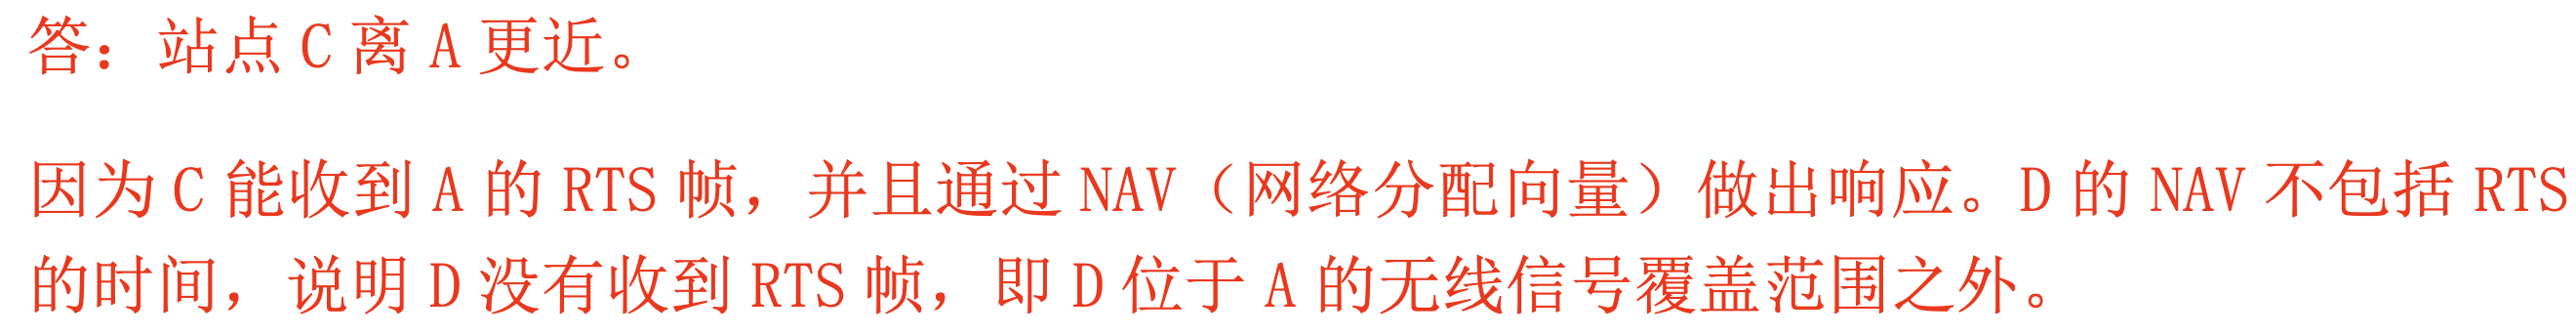 答：站点 C 离 A 更近。
因为 C 能收到 A 的 RTS 帧，并且通过 NAV（网络分配向量）做出响应。D 的 NAV 不包括 RTS
的时间，说明 D 没有收到 RTS 帧，即 D 位于 A 的无线信号覆盖范围之外。